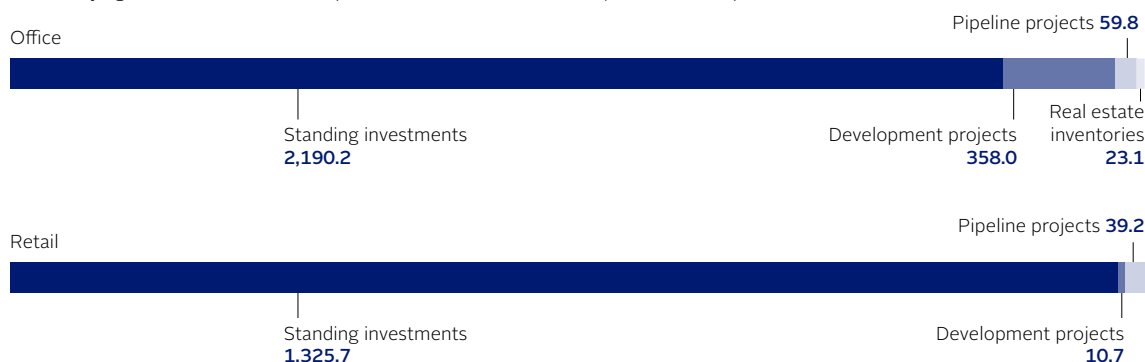 Pipeline projects 59.8
Office
Standing investments
2,190.2
Development projects
358.0
Real estate
inventories
23.1
Pipeline projects 39.2
Retail
Standing investments
1,325.7
Development projects
10.7